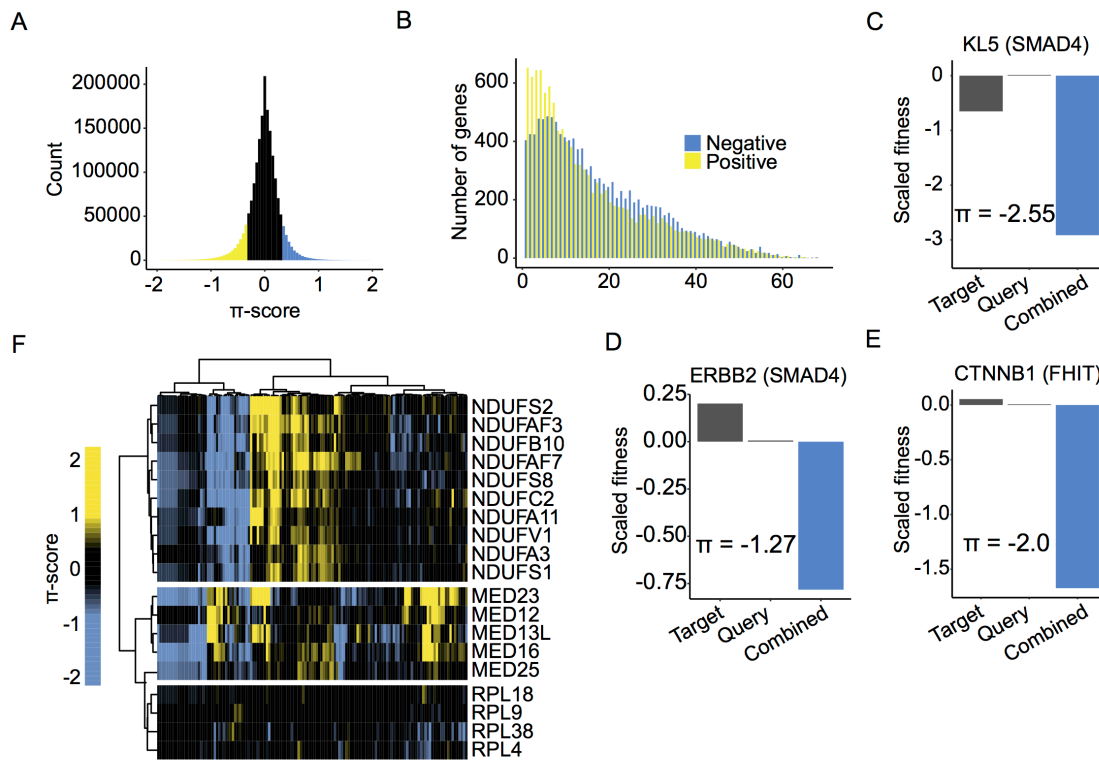 A
200000
150000
100000
50000
0
Count
-2
-1
0
1
2
π-score
B
600
400
200
0
Number of genes
Negative
Positive
0
20
40
60
C
KL5 (SMAD4)
0
-1
-2
-3
Scaled fitness
π = -2.55
Target
Query
Combined
F
2
1
0
-1
-2
π-score
NDUFS2
NDUFAF3
NDUFB10
NDUFAF7
NDUFS8
NDUFC2
NDUFA11
NDUFV1
NDUFA3
NDUFS1
MED23
MED12
MED13L
MED16
MED25
RPL18
RPL9
RPL38
RPL4
D
ERBB2 (SMAD4)
0.25
0.00
-0.25
-0.50
-0.75
Scaled fitness
π = -1.27
Target
Query
Combined
E
CTNNB1 (FHIT)
0.0
-0.5
-1.0
-1.5
Scaled fitness
π = -2.0
Target
Query
Combined